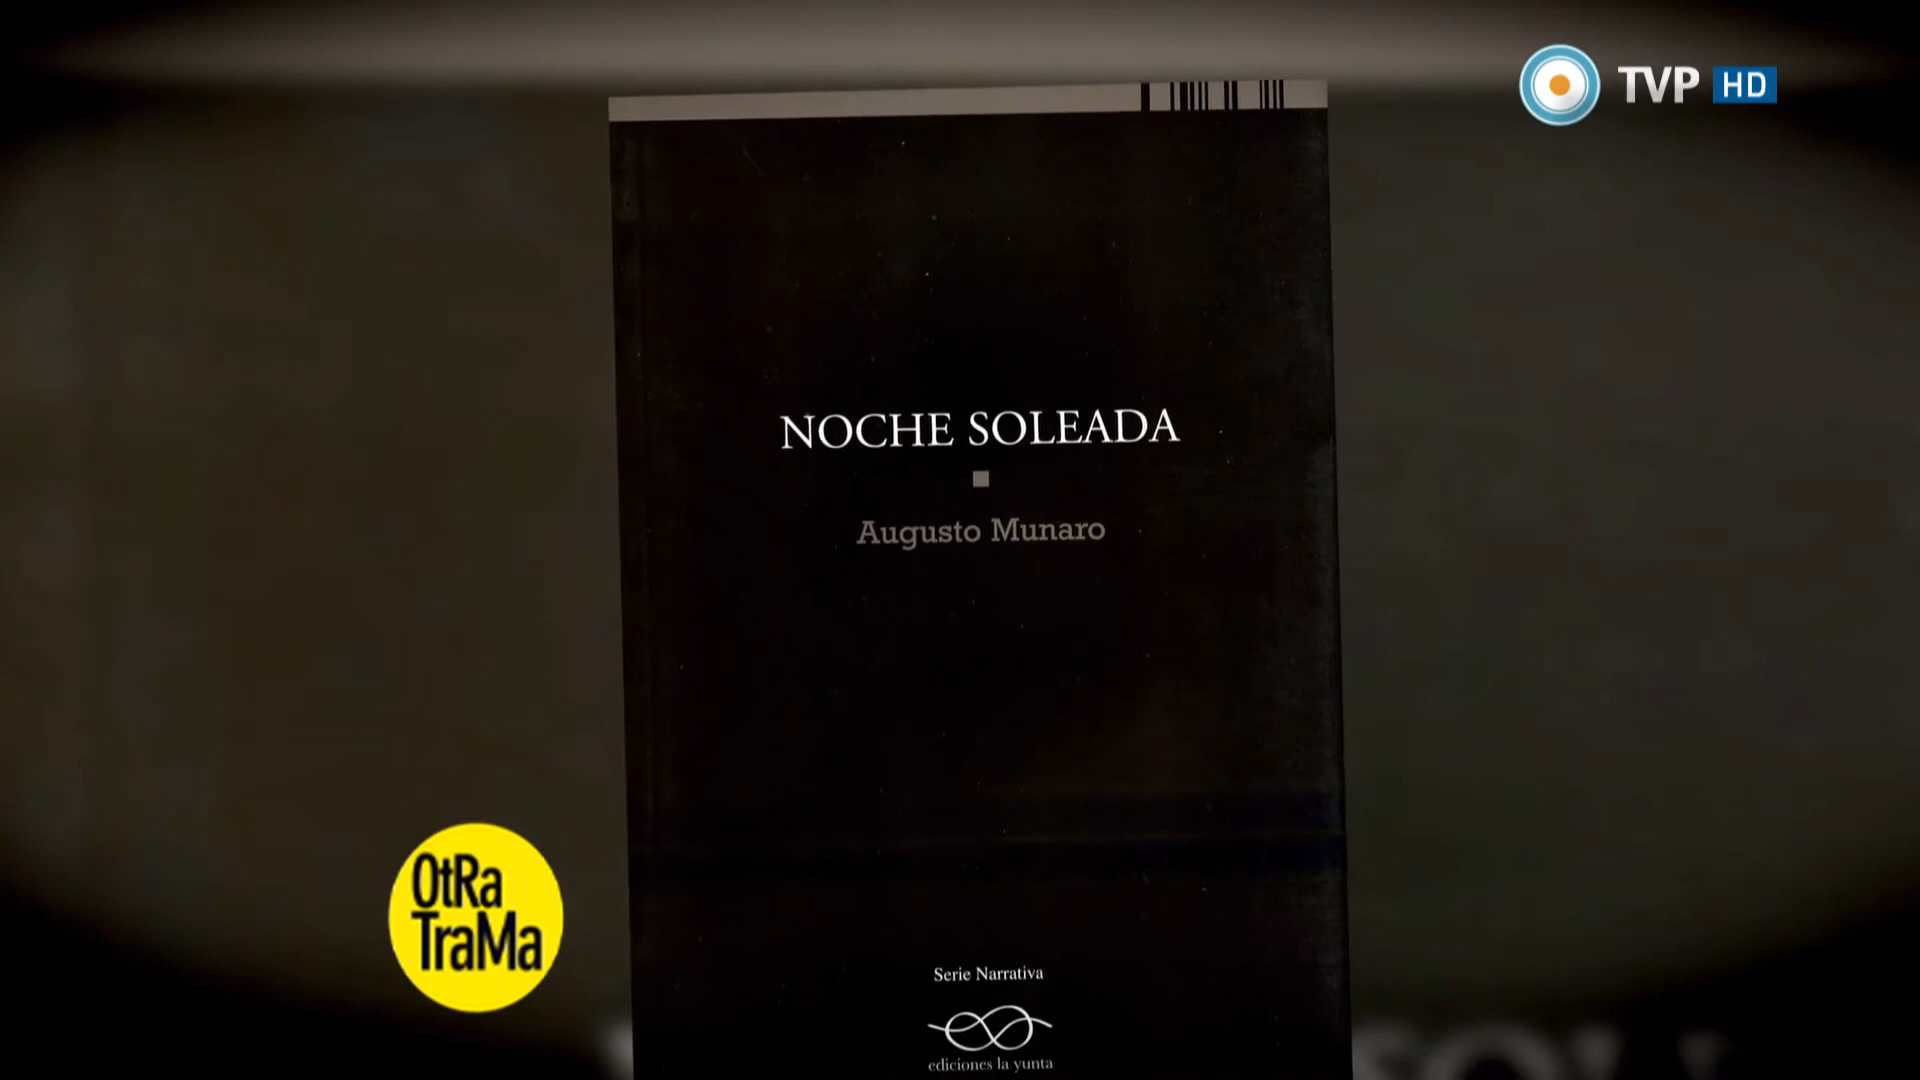 TVP HD
NOCHE SOLEADA
Augusto Munaro
OtRa
TraMa
Serie Narrativa
ediciones la yunta